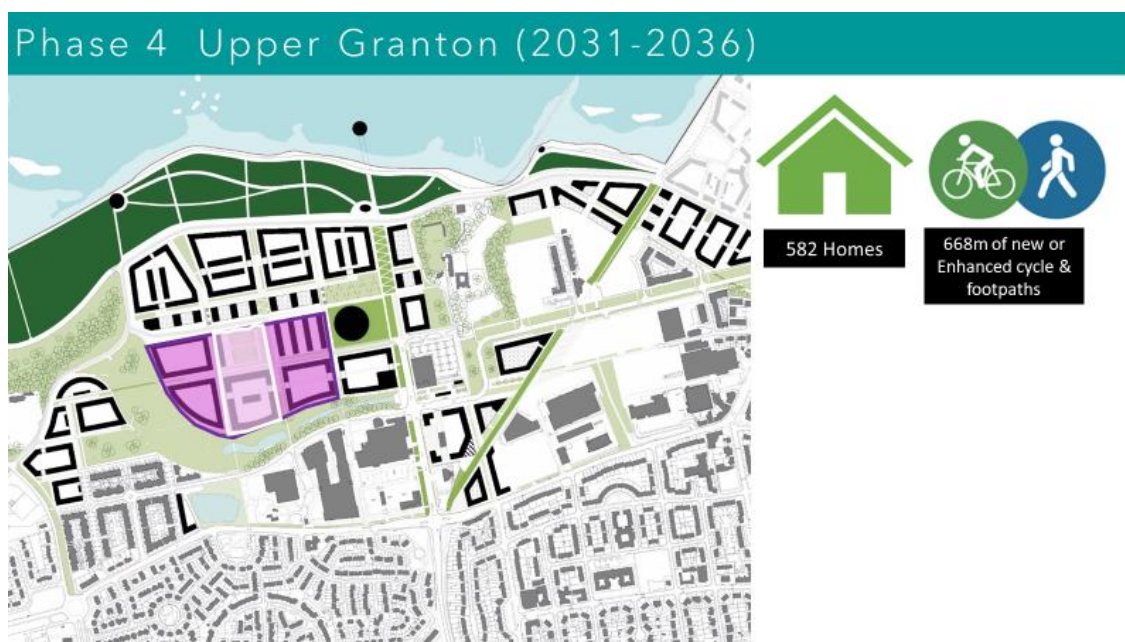 Phase 4 Upper Granton (2031-2036)
582 Homes
668m of new or
Enhanced cycle &
footpaths